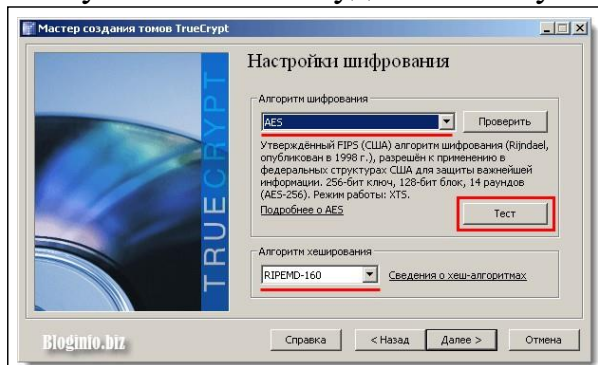 Мастер создания томов TrueCrypt
TRUECRYPT
Настройки шифрования
Алгоритм шифрования
AES
Проверить
Утверждённый FIPS (США) алгоритм шифрования (Rijndael,
опубликован в 1998 г.), разрешён к применению в
федеральных структурах США для защиты важнейшей
информации. 256-бит ключ, 128-бит блок, 14 раундов
(AES-256). Режим работы: XTS.
Подробнее о AES
Тест
Алгоритм хеширования
RIPEMD-160
Сведения о хеш-алгоритмах
Bloginfo.biz
Справка
< Назад
Далее >
Отмена